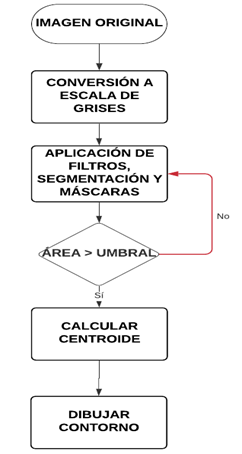 IMAGEN ORIGINAL
CONVERSIÓN A
ESCALA DE
GRISES
APLICACIÓN DE
FILTROS,
SEGMENTACIÓN Y
MÁSCARAS
No
ÁREA > UMBRAL
Sí
CALCULAR
CENTROIDE
DIBUJAR
CONTORNO